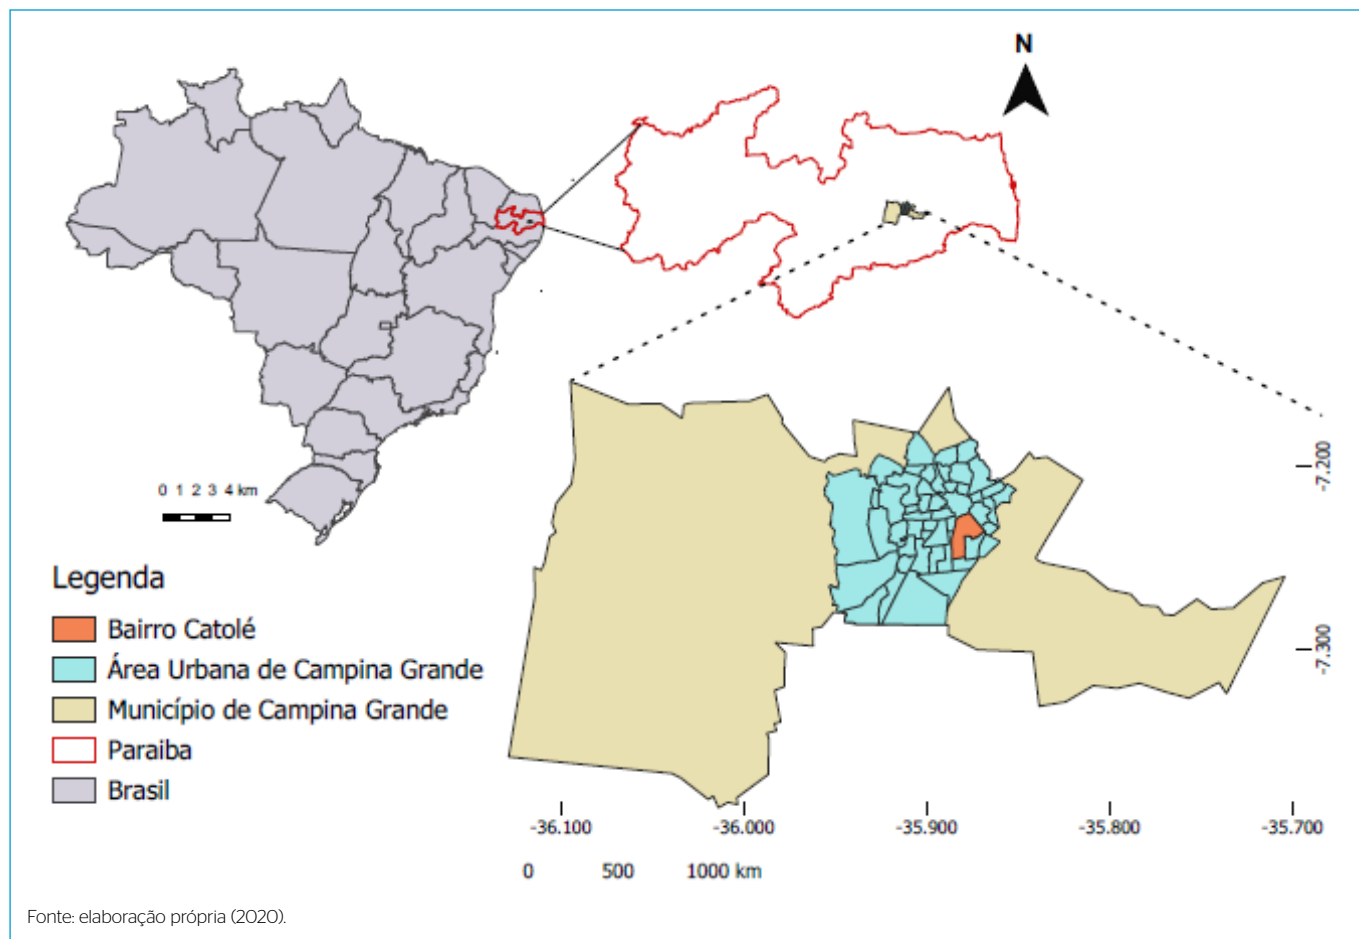 N
0 1 2 3 4 km
Legenda
Bairro Catolé
Área Urbana de Campina Grande
Município de Campina Grande
Paraiba
Brasil
-7.200
-7.300
-36.100
-36.000
-35.900
-35.800
-35.700
0 500 1000 km
Fonte: elaboração própria (2020).